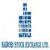 NAIROBI STOCK EXCHANGE LTD